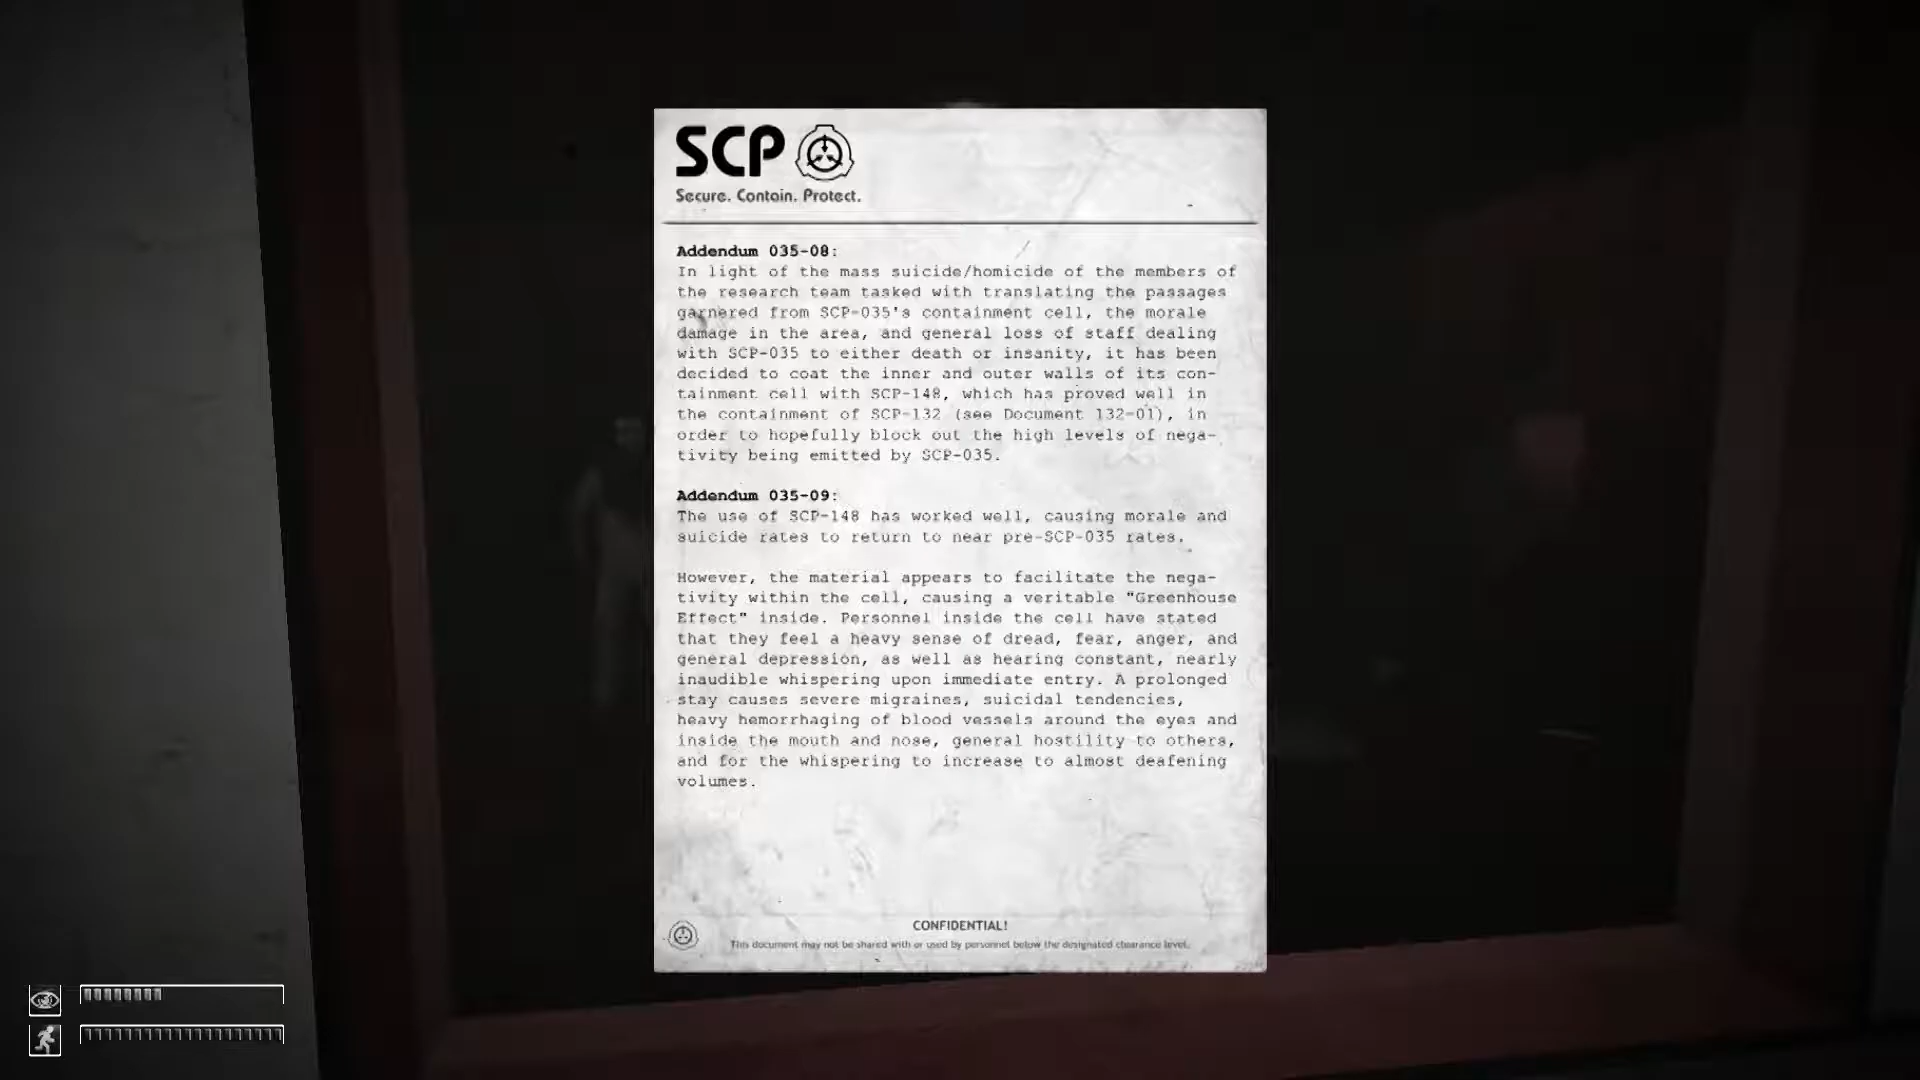 SCP
Secure. Contain. Protect.
Addendum 035-08:
In light of the mass suicide/homicide of the members of
the research team tasked with translating the passages
garnered from SCP-035's containment cell, the morale
damage in the area, and general loss of staff dealing
with SCP-035 to either death or insanity, it has been
decided to coat the inner and outer walls of its con-
tainment cell with SCP-148, which has proved well in
the containment of SCP-132 (see Document 132-01), in
order to hopefully block out the high levels of nega-
tivity being emitted by SCP-035.
Addendum 035-09:
The use of SCP-148 has worked well, causing morale and
suicide rates to return to near pre-SCP-035 rates.
However, the material appears to facilitate the nega-
tivity within the cell, causing a veritable "Greenhouse
Effect" inside. Personnel inside the cell have stated
that they feel a heavy sense of dread, fear, anger, and
general depression, as well as hearing constant, nearly
inaudible whispering upon immediate entry. A prolonged
stay causes severe migraines, suicidal tendencies,
heavy hemorrhaging of blood vessels around the eyes and
inside the mouth and nose, general hostility to others,
and for the whispering to increase to almost deafening
volumes.
CONFIDENTIAL!
This document may not be shared with or used by personnel below the designated clearance level.